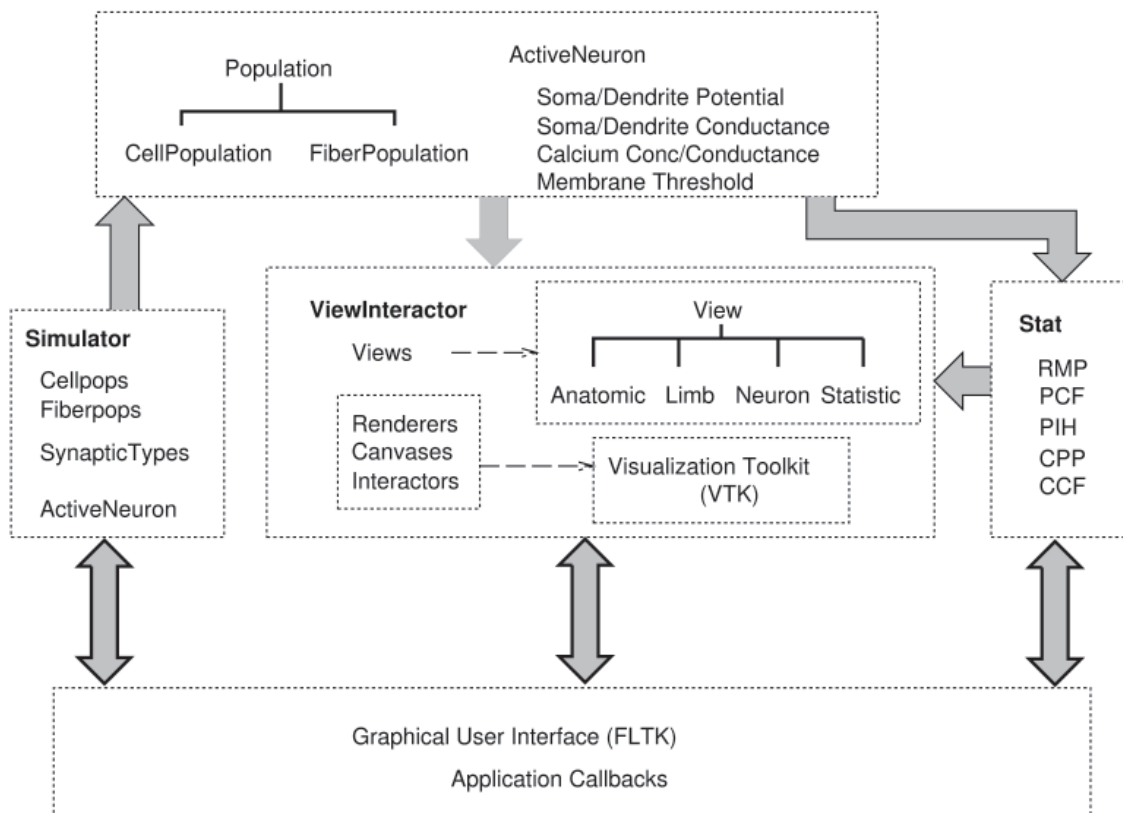 Population
CellPopulation
FiberPopulation
ActiveNeuron
Soma/Dendrite Potential
Soma/Dendrite Conductance
Calcium Conc/Conductance
Membrane Threshold
Simulator
Cellpops
Fiberpops
SynapticTypes
ActiveNeuron
ViewInteractor
Views
Renderers
Canvases
Interactors
View
Anatomic
Limb
Neuron
Statistic
Visualization Toolkit
(VTK)
Stat
RMP
PCF
PIH
CPP
CCF
Graphical User Interface (FLTK)
Application Callbacks